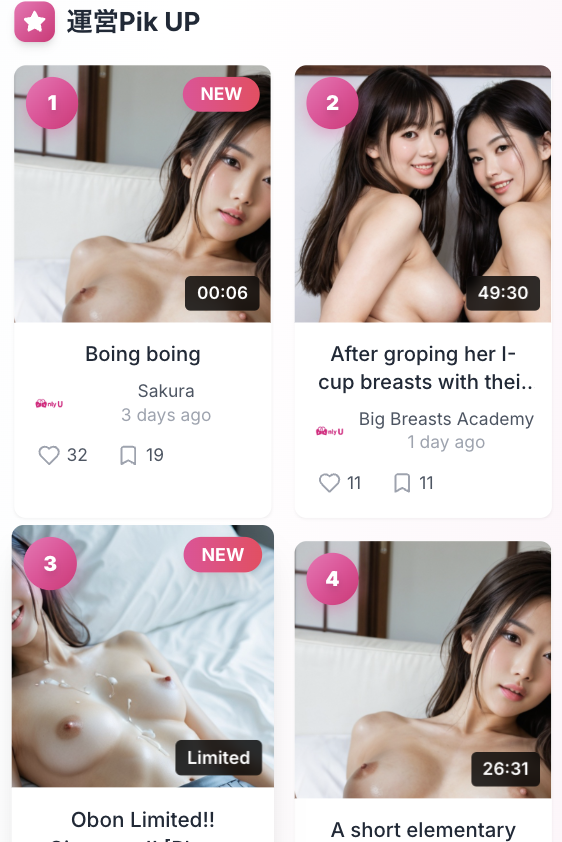 運営Pik UP
1
NEW
00:06
2
49:30
Boing boing
Sakura
3 days ago
32
19
After groping her I-
cup breasts with thei..
Big Breasts Academy
1 day ago
11
11
3
NEW
Limited
4
26:31
Obon Limited!!
A short elementary